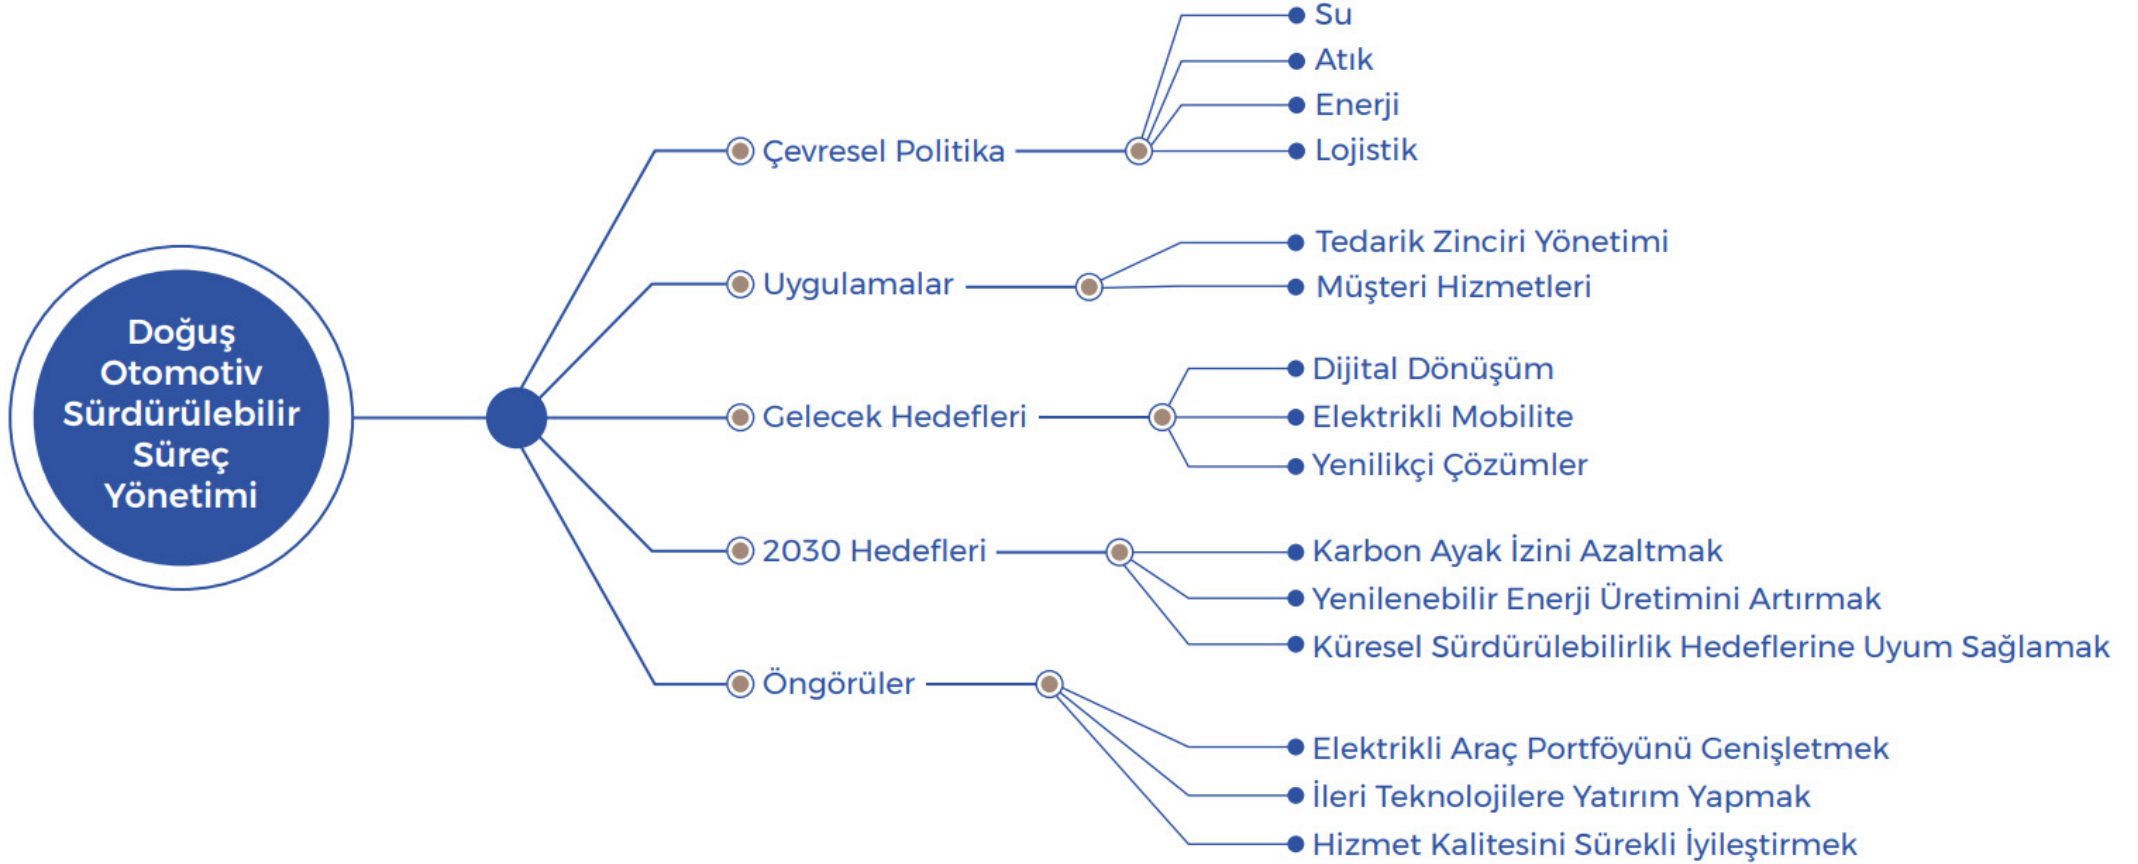 Doğuş
Otomotiv
Sürdürülebilir
Süreç
Yönetimi
Çevresel Politika
Su
Atık
Enerji
Lojistik
Uygulamalar
Tedarik Zinciri Yönetimi
Müşteri Hizmetleri
Gelecek Hedefleri
Dijital Dönüşüm
Elektrikli Mobilite
Yenilikçi Çözümler
2030 Hedefleri
Karbon Ayak İzini Azaltmak
Yenilenebilir Enerji Üretimini Artırmak
Küresel Sürdürülebilirlik Hedeflerine Uyum Sağlamak
Öngörüler
Elektrikli Araç Portföyünü Genişletmek
İleri Teknolojilere Yatırım Yapmak
Hizmet Kalitesini Sürekli İyileştirmek